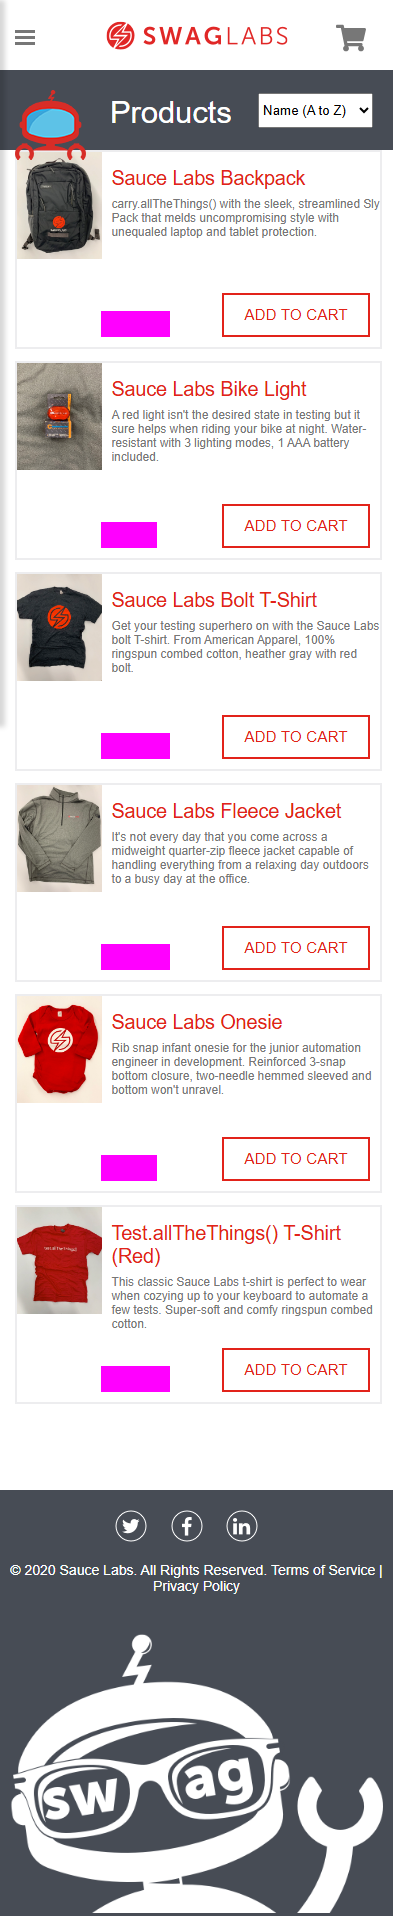 SWAGLABS
Products
Name (A to Z)
Sauce Labs Backpack
carry.allTheThings() with the sleek, streamlined Sly
Pack that melds uncompromising style with
unequaled laptop and tablet protection.
ADD TO CART
Sauce Labs Bike Light
A red light isn't the desired state in testing but it
sure helps when riding your bike at night. Water-
resistant with 3 lighting modes, 1 AAA battery
included.
ADD TO CART
Sauce Labs Bolt T-Shirt
Get your testing superhero on with the Sauce Labs
bolt T-shirt. From American Apparel, 100%
ringspun combed cotton, heather gray with red
bolt.
ADD TO CART
Sauce Labs Fleece Jacket
It's not every day that you come across a
midweight quarter-zip fleece jacket capable of
handling everything from a relaxing day outdoors
to a busy day at the office.
ADD TO CART
Sauce Labs Onesie
Rib snap infant onesie for the junior automation
engineer in development. Reinforced 3-snap
bottom closure, two-needle hemmed sleeved and
bottom won't unravel.
ADD TO CART
Test.allTheThings() T-Shirt
(Red)
This classic Sauce Labs t-shirt is perfect to wear
when cozying up to your keyboard to automate a
few tests. Super-soft and comfy ringspun combed
cotton.
ADD TO CART
© 2020 Sauce Labs. All Rights Reserved. Terms of Service |
Privacy Policy
swag